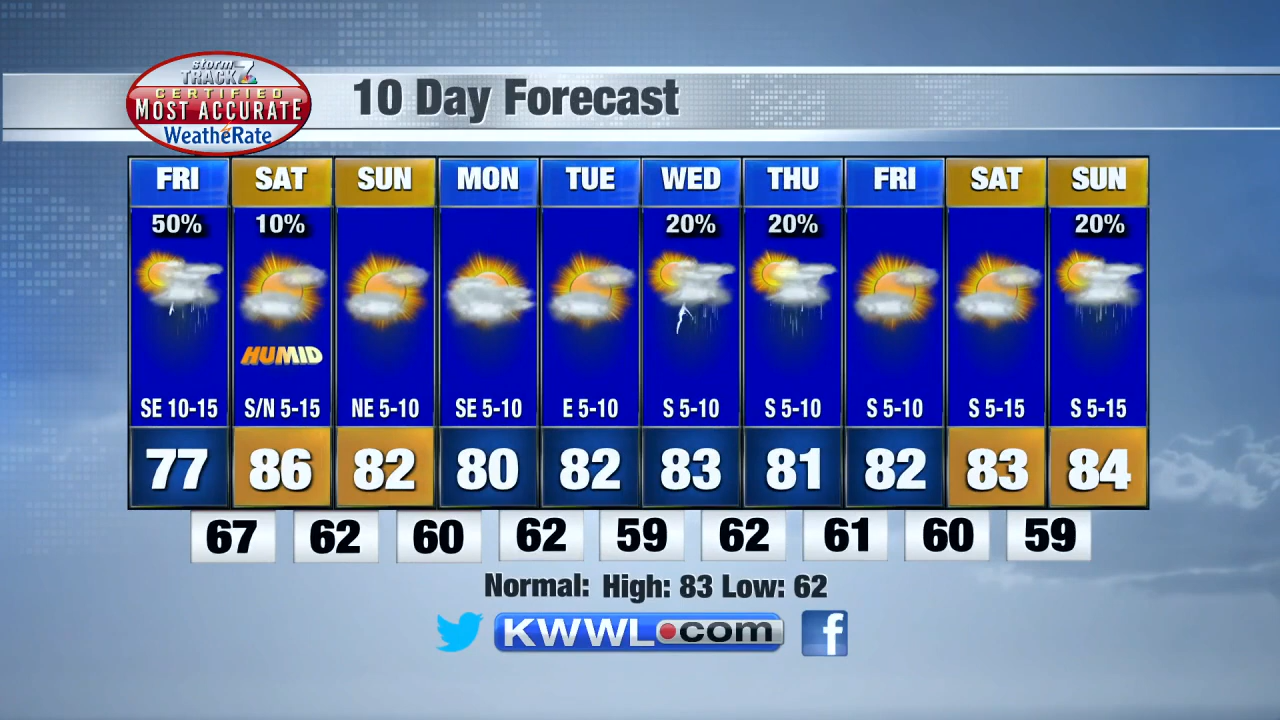 storm
TRACK 7
CERTIFIED
MOST ACCURATE
WeatheRate
10 Day Forecast
FRI SAT SUN MON TUE WED THU FRI SAT SUN
50% 10% 20% 20% 20%
HUMID
SE 10-15 S/N 5-15 NE 5-10 SE 5-10 E 5-10 S 5-10 S 5-10 S 5-10 S 5-15 S 5-15
77 86 82 80 82 83 81 82 83 84
67 62 60 62 59 62 61 60 59
Normal: High: 83 Low: 62
KWWL.com
f